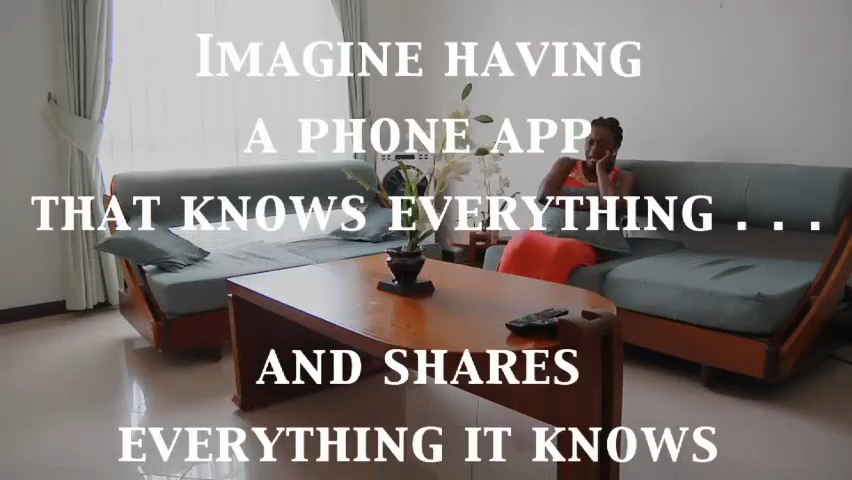 Imagine having
a phone app
that knows everything . . .
and shares
everything it knows